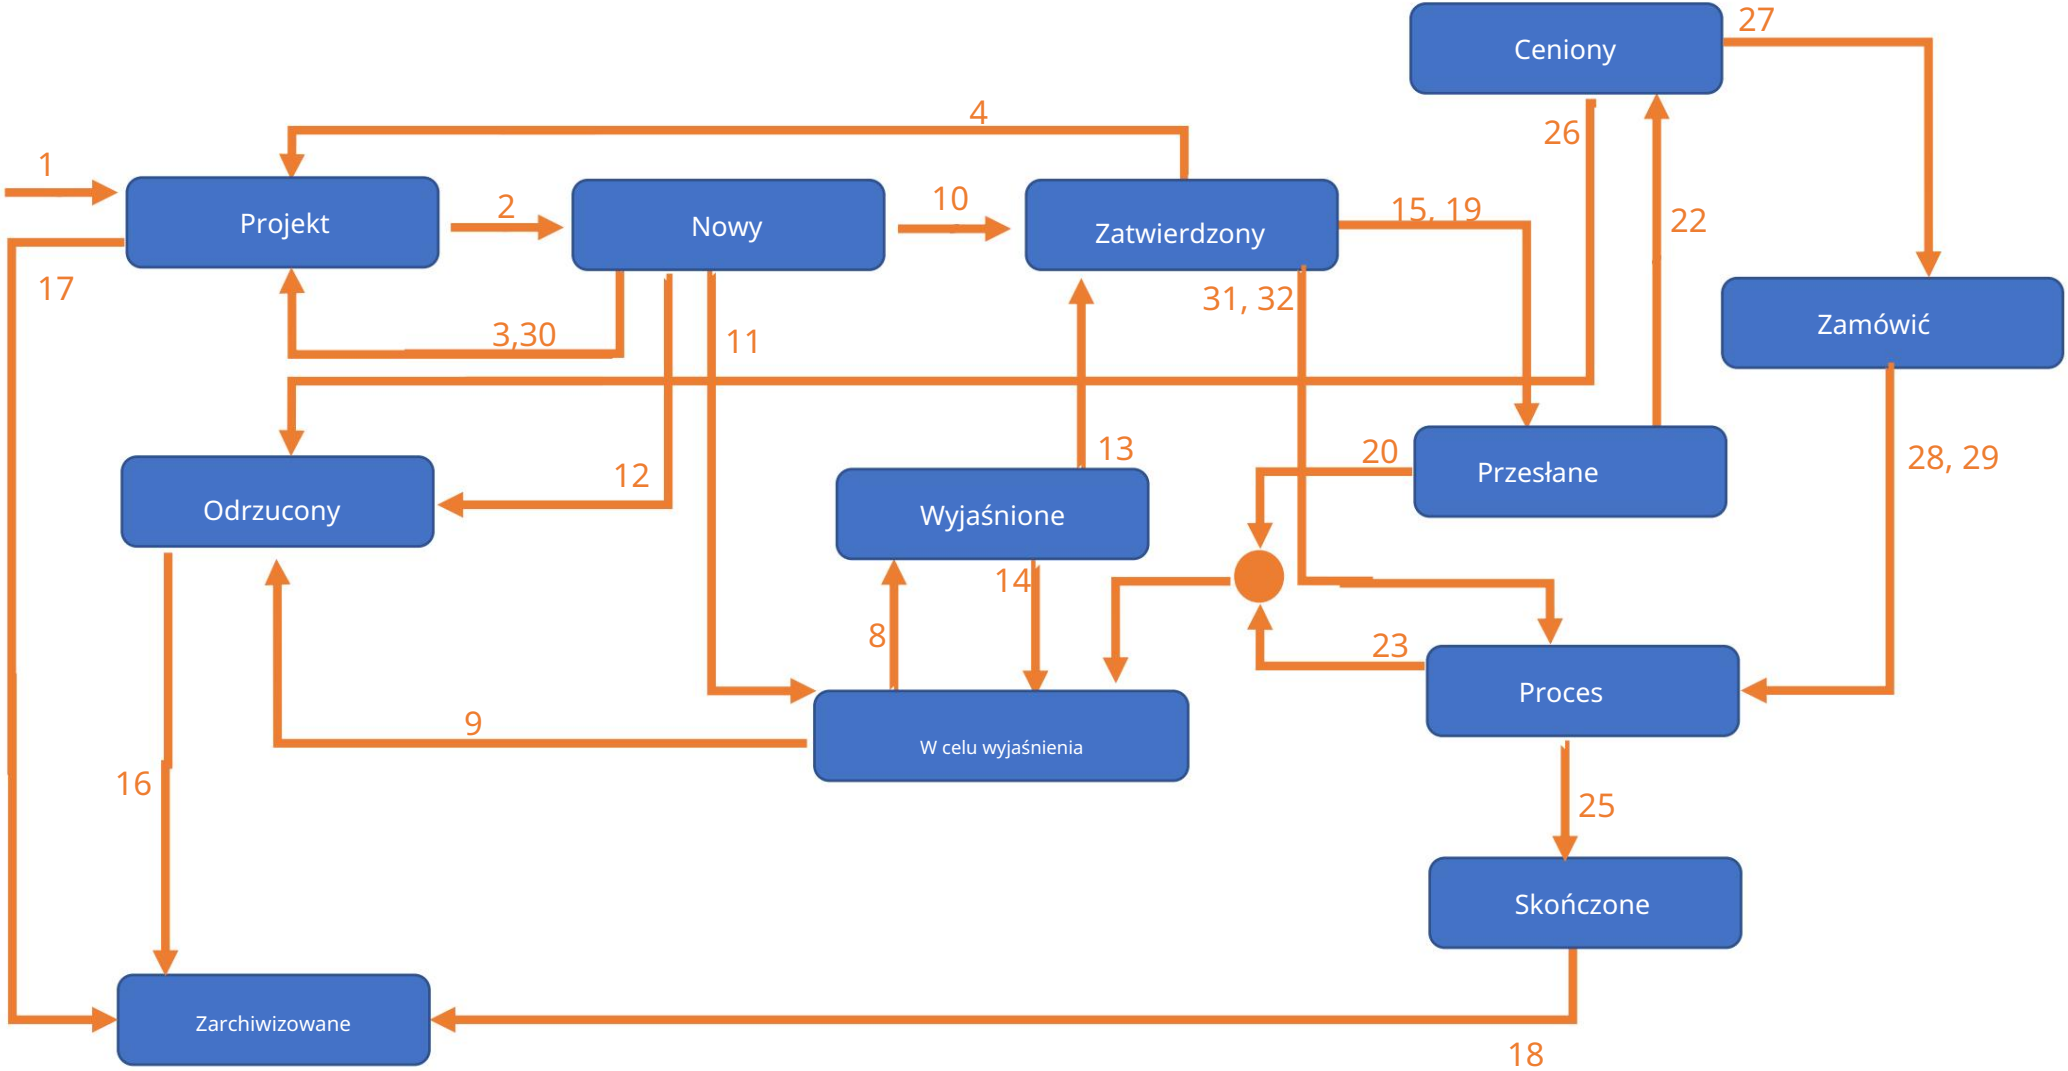 27
Ceniony
4
26
1
2
10
15, 19
22
Projekt
Nowy
Zatwierdzony
17
31, 32
3,30
11
Zamówić
13
20
28, 29
12
Przesłane
Odrzucony
Wyjaśnione
14
8
23
Proces
9
W celu wyjaśnienia
16
25
Skończone
Zarchiwizowane
18